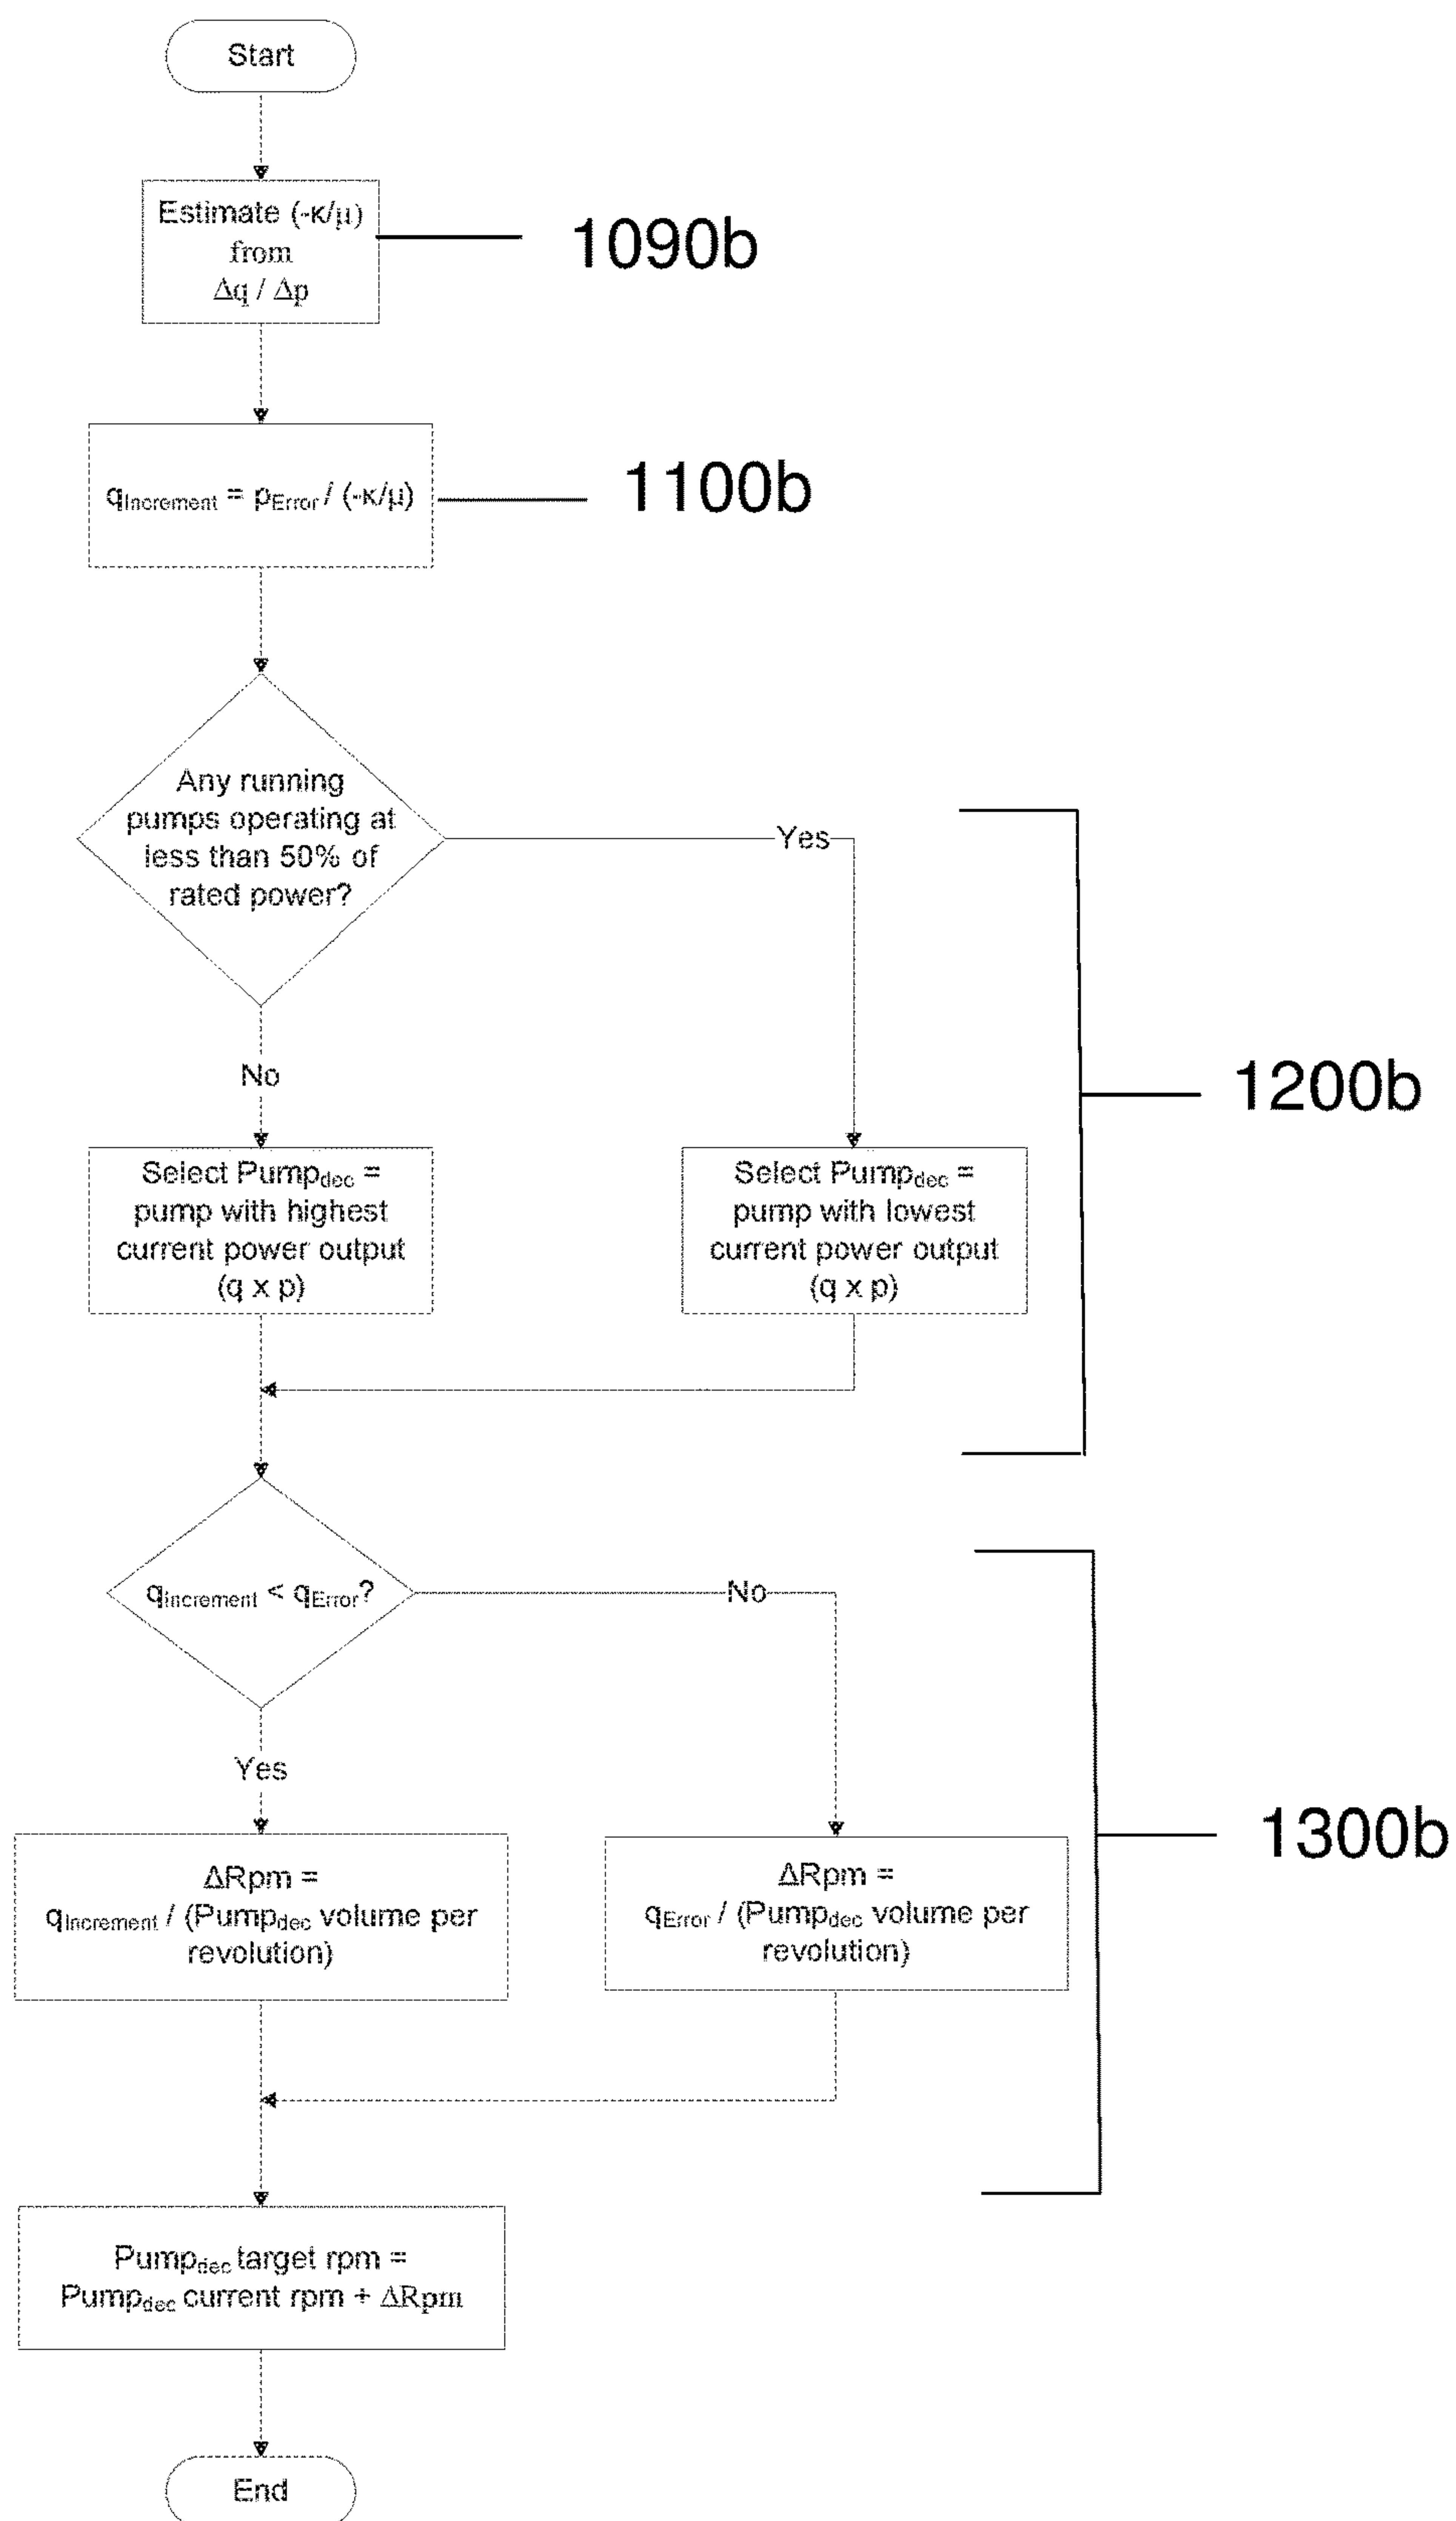 Start
Estimate (-κ/μ)
from
Δq / Δp
1090b
qIncrement = pError / (-κ/μ)
1100b
Any running
pumps operating at
less than 50% of
rated power?
Yes
No
1200b
Select Pumpdec =
pump with highest
current power output
(q x p)
Select Pumpdec =
pump with lowest
current power output
(q x p)
qincrement < qError?
No
Yes
1300b
ΔRpm =
qIncrement / (Pumpdec volume per
revolution)
ΔRpm =
qError / (Pumpdec volume per
revolution)
Pumpdec target rpm =
Pumpdec current rpm + ΔRpm
End